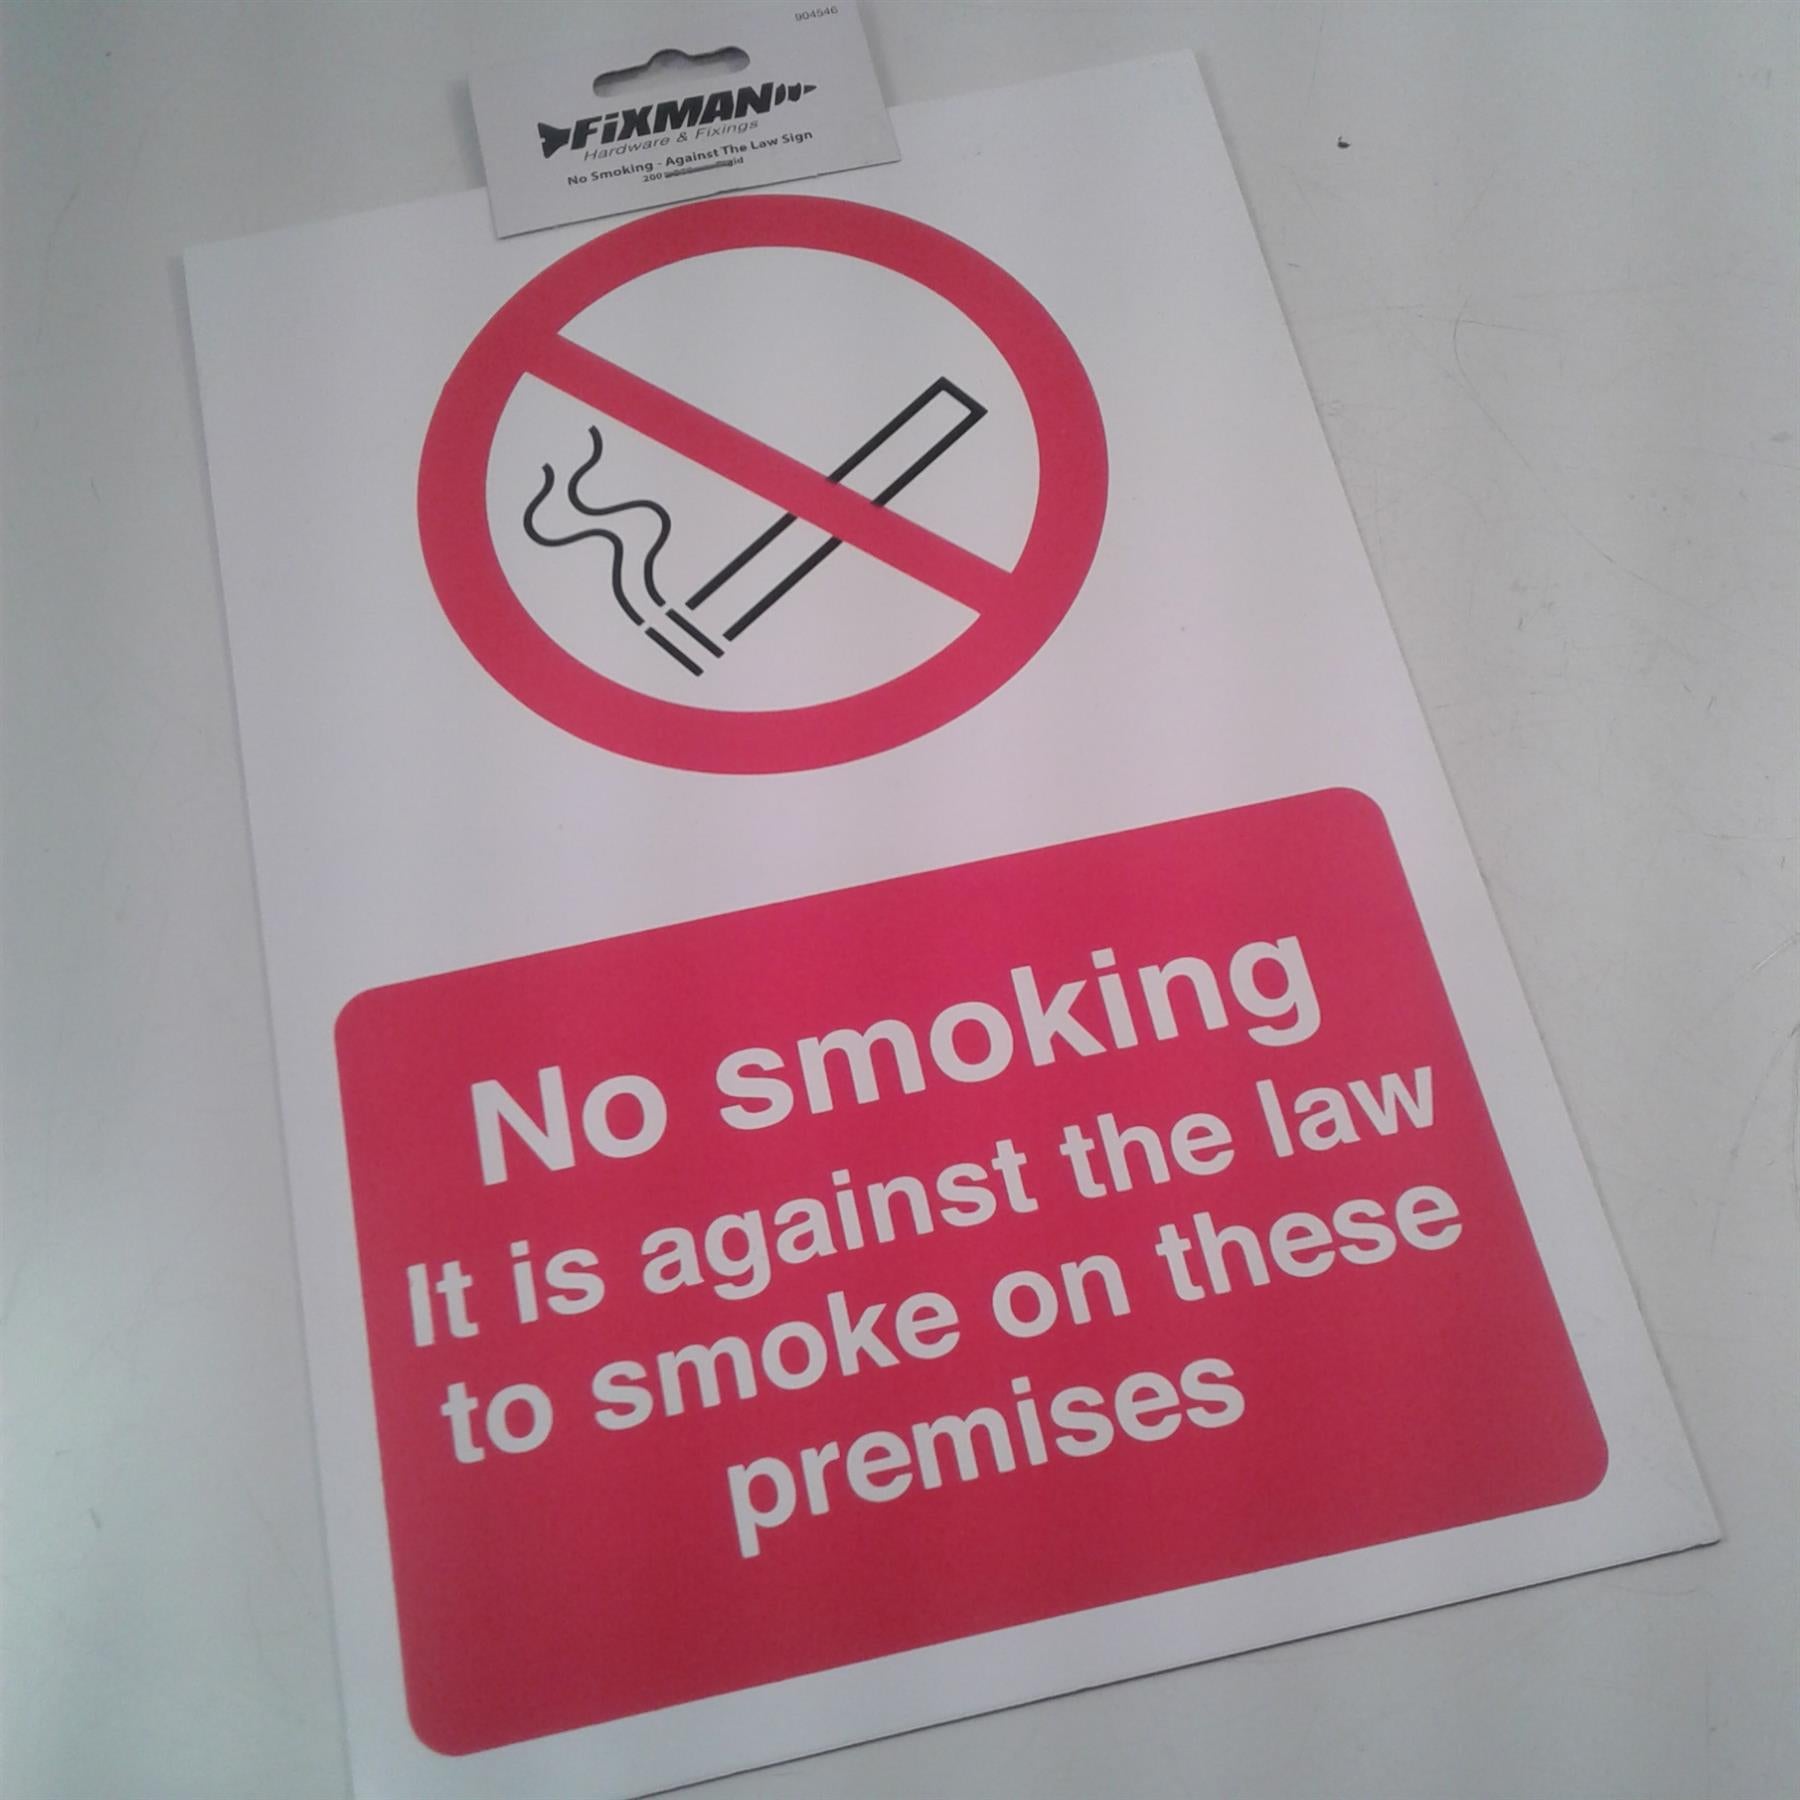 904546
FiXMAN
Hardware & Fixings
No Smoking - Against The Law Sign
200
No smoking
It is against the law
to smoke on these
premises